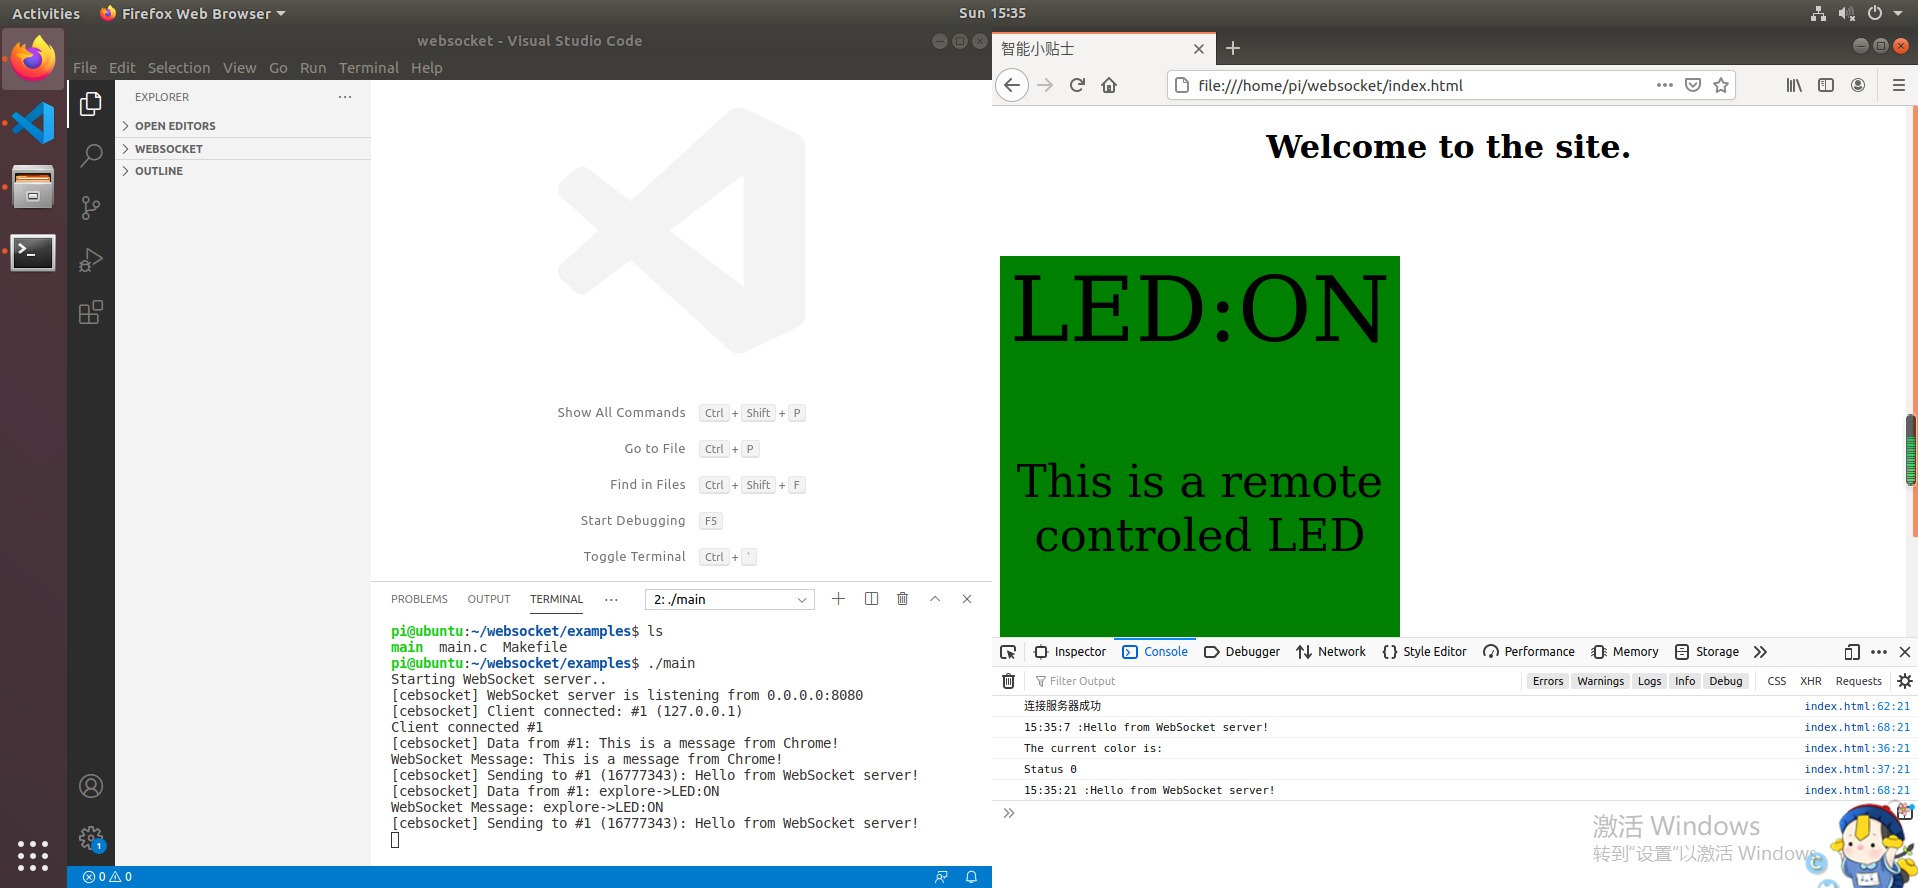 Activities Firefox Web Browser Sun 15:35
websocket - Visual Studio Code
File Edit Selection View Go Run Terminal Help
EXPLORER
OPEN EDITORS
WEBSOCKET
OUTLINE
Show All Commands Ctrl + Shift + P
Go to File Ctrl + P
Find in Files Ctrl + Shift + F
Start Debugging F5
Toggle Terminal Ctrl + `
PROBLEMS OUTPUT TERMINAL ... 2: ./main
pi@ubuntu:~/websocket/examples$ ls
main main.c Makefile
pi@ubuntu:~/websocket/examples$ ./main
Starting WebSocket server..
[cebsocket] WebSocket server is listening from 0.0.0.0:8080
[cebsocket] Client connected: #1 (127.0.0.1)
Client connected #1
[cebsocket] Data from #1: This is a message from Chrome!
WebSocket Message: This is a message from Chrome!
[cebsocket] Sending to #1 (16777343): Hello from WebSocket server!
[cebsocket] Data from #1: explore->LED:ON
WebSocket Message: explore->LED:ON
[cebsocket] Sending to #1 (16777343): Hello from WebSocket server!
1
0 0
智能小贴士
file:///home/pi/websocket/index.html
Welcome to the site.
LED:ON
This is a remote
controled LED
Inspector Console Debugger Network Style Editor Performance Memory Storage
Filter Output Errors Warnings Logs Info Debug CSS XHR Requests
连接服务器成功 index.html:62:21
15:35:7 :Hello from WebSocket server! index.html:68:21
The current color is: index.html:36:21
Status 0 index.html:37:21
15:35:21 :Hello from WebSocket server! index.html:68:21
激活 Windows
转到"设置"以激活 Windows。